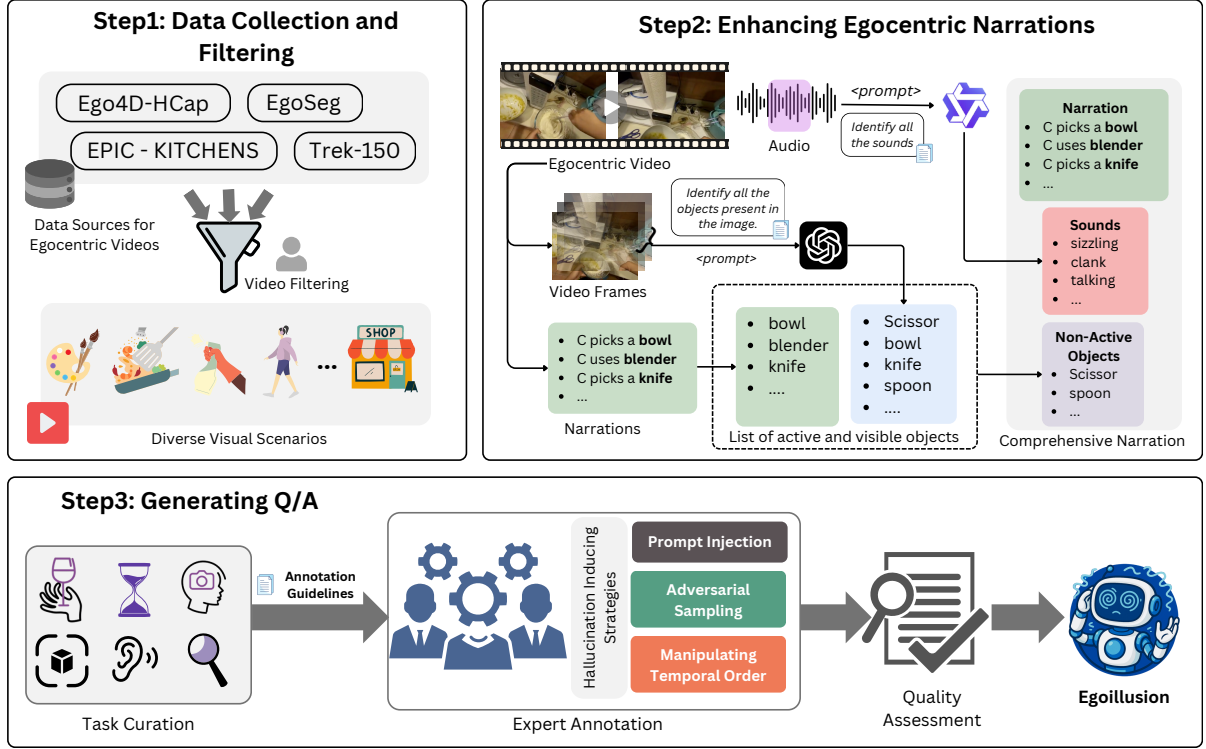 Step1: Data Collection and
Filtering
Ego4D-HCap
EgoSeg
EPIC - KITCHENS
Trek-150
Data Sources for
Egocentric Videos
Video Filtering
SHOP
...
Diverse Visual Scenarios
Step2: Enhancing Egocentric Narrations
Egocentric Video
Audio
<prompt>
Identify all
the sounds
Video Frames
Identify all the
objects present in
the image.
<prompt>
• C picks a bowl
• C uses blender
• C picks a knife
• ...
Narrations
• bowl
• blender
• knife
• ....
• Scissor
• bowl
• knife
• spoon
• ....
List of active and visible objects
Narration
• C picks a bowl
• C uses blender
• C picks a knife
• ...
Sounds
• sizzling
• clank
• talking
• ...
Non-Active
Objects
• Scissor
• spoon
• ...
Comprehensive Narration
Step3: Generating Q/A
Task Curation
Annotation
Guidelines
Hallucination Inducing
Strategies
Prompt Injection
Adversarial
Sampling
Manipulating
Temporal Order
Expert Annotation
Quality
Assessment
Egoillusion